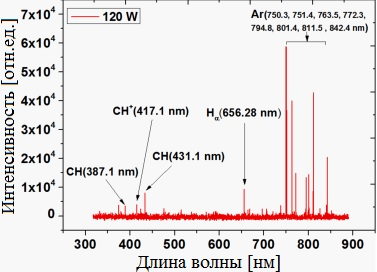 120 W
Ar(750.3, 751.4, 763.5, 772.3,
794.8, 801.4, 811.5 , 842.4 nm)
CH⁺(417.1 nm)
Hα(656.28 nm)
CH(387.1 nm)
CH(431.1 nm)
Интенсивность [отн.ед.]
7x10⁴
6x10⁴
5x10⁴
4x10⁴
3x10⁴
2x10⁴
1x10⁴
0
300 400 500 600 700 800 900
Длина волны [нм]